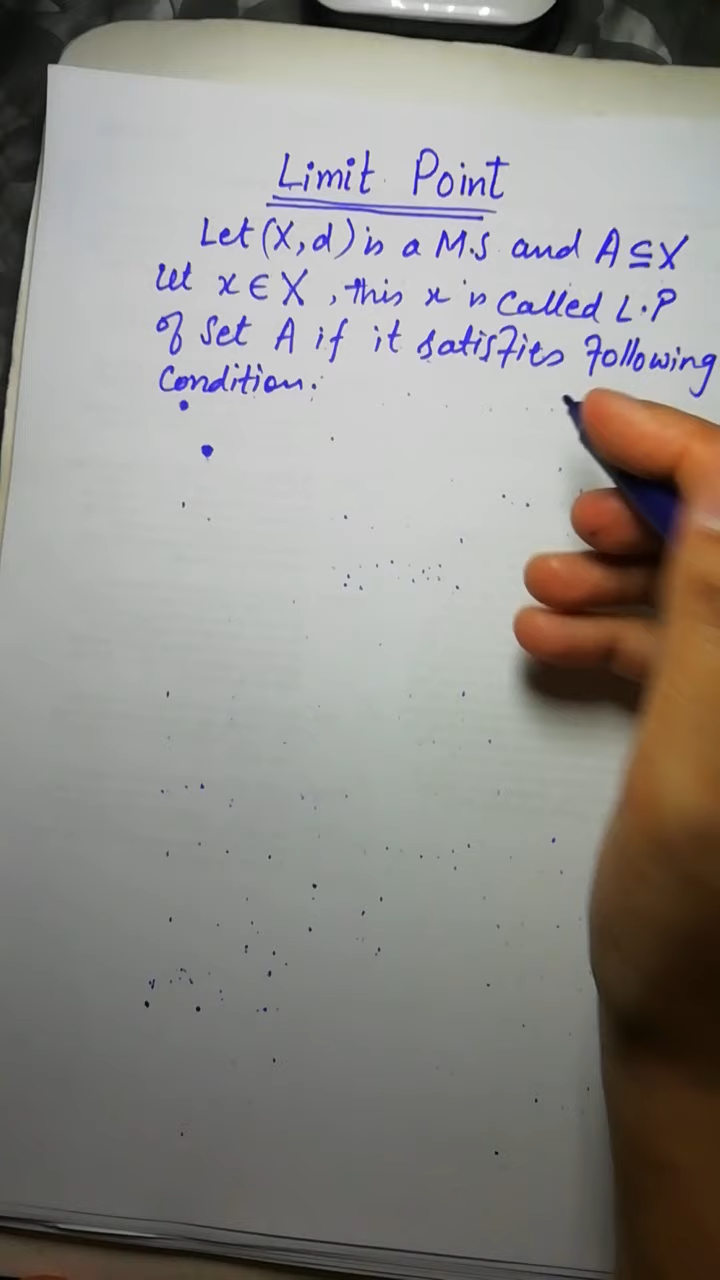 Limit Point
Let (X,d) is a M.S and A⊆X
let x∈X, this x is called L.P
of set A if it satisfies following
Condition.